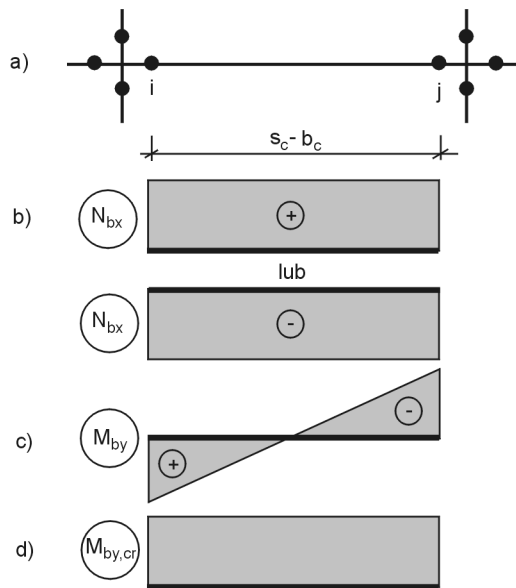 a)
i j
s_c - b_c
b) N_bx +
lub
N_bx -
c) M_by + -
d) M_by,cr